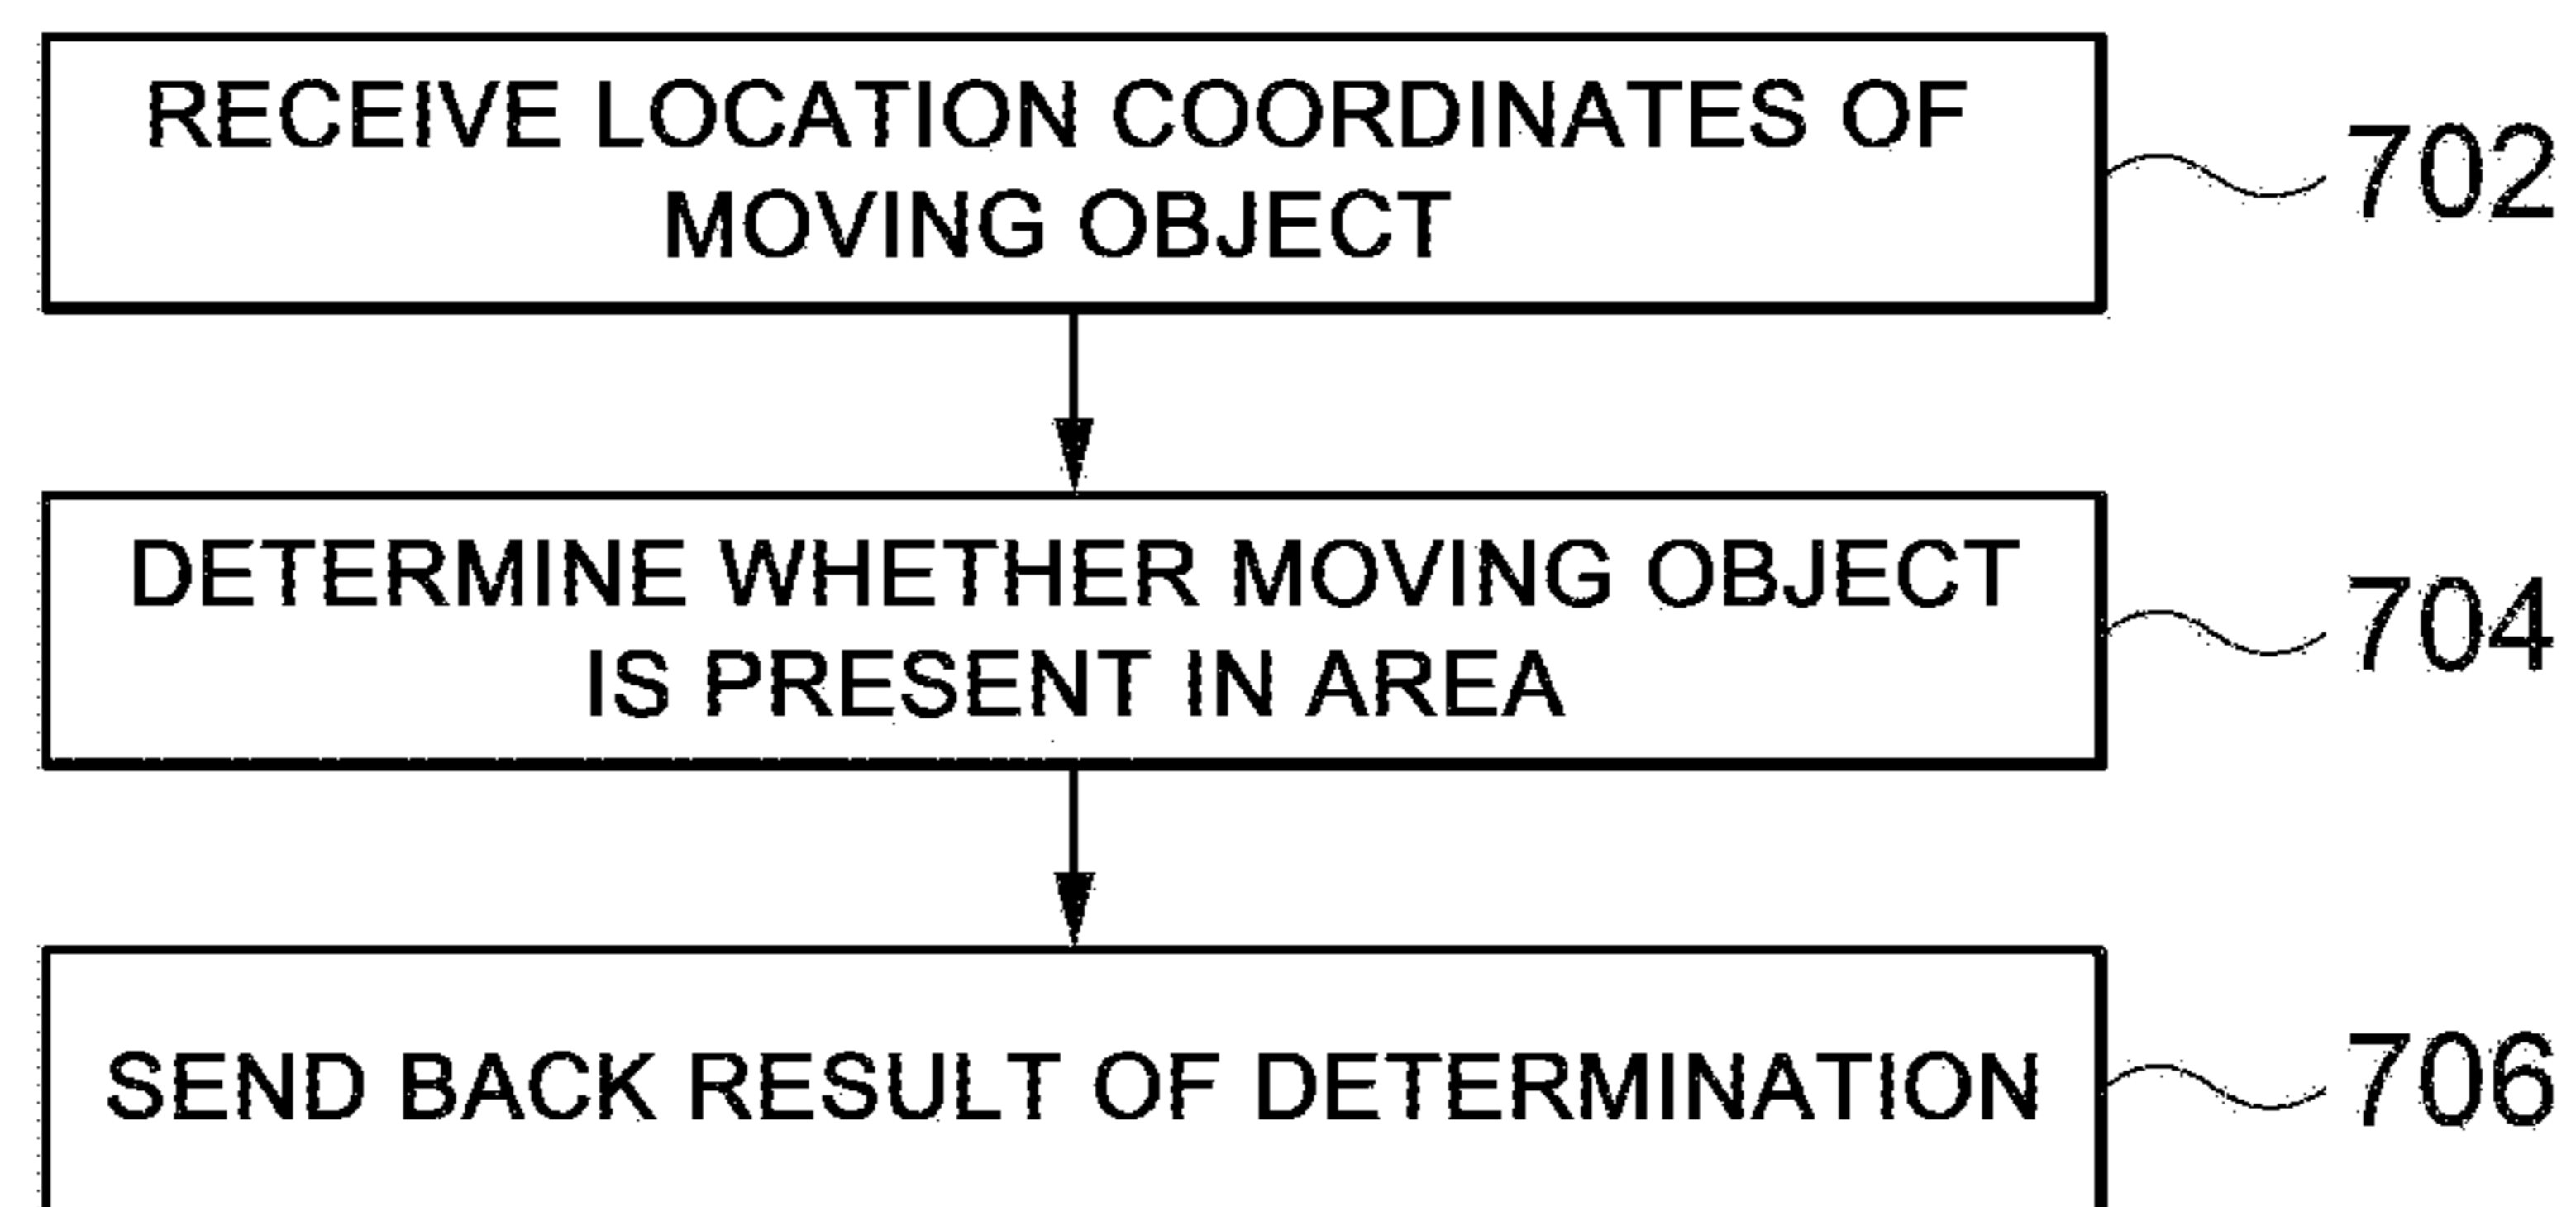 RECEIVE LOCATION COORDINATES OF
MOVING OBJECT
702
DETERMINE WHETHER MOVING OBJECT
IS PRESENT IN AREA
704
SEND BACK RESULT OF DETERMINATION
706